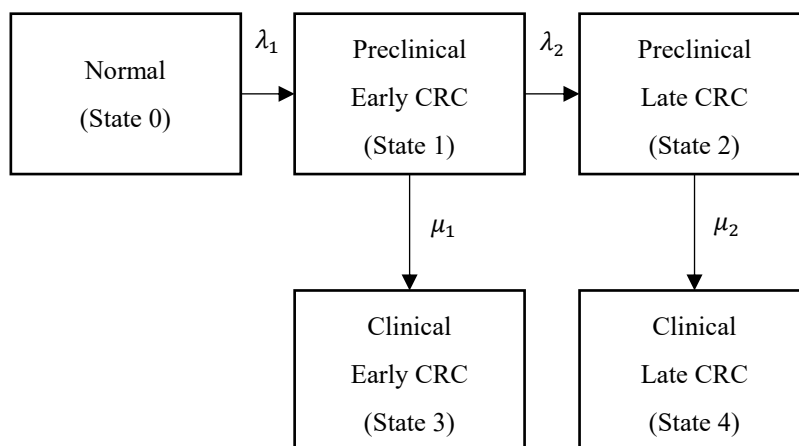 Normal
(State 0)
λ₁
Preclinical
Early CRC
(State 1)
λ₂
Preclinical
Late CRC
(State 2)
μ₁
μ₂
Clinical
Early CRC
(State 3)
Clinical
Late CRC
(State 4)